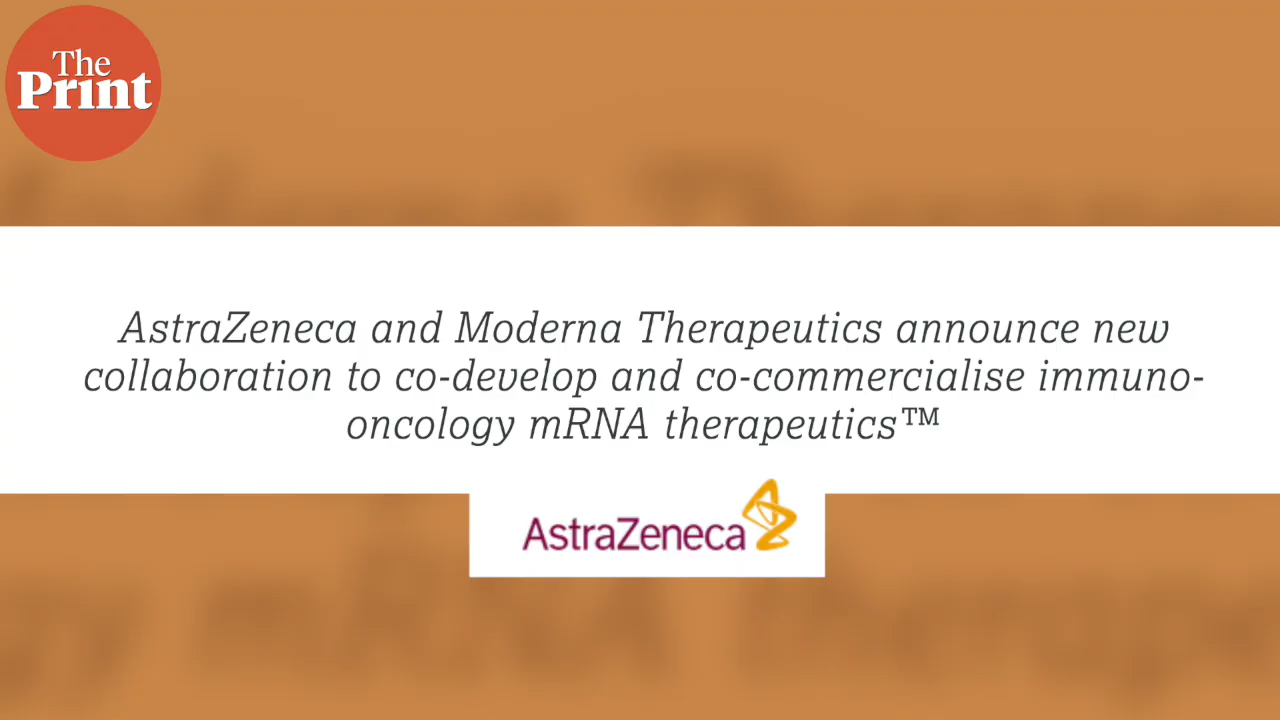 The
Print
AstraZeneca and Moderna Therapeutics announce new
collaboration to co-develop and co-commercialise immuno-
oncology mRNA therapeutics™
AstraZeneca